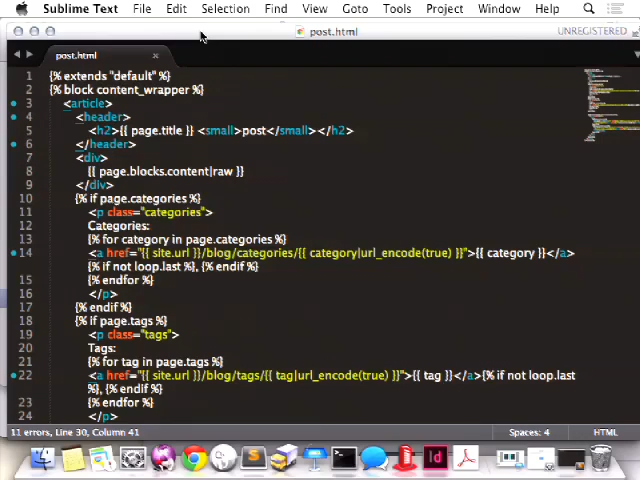 Sublime Text File Edit Selection Find View Goto Tools Project Window Help
post.html UNREGISTERED
post.html ×
1 {% extends "default" %}
2 {% block content_wrapper %}
3 <article>
4 <header>
5 <h2>{{ page.title }} <small>post</small></h2>
6 </header>
7 <div>
8 {{ page.blocks.content|raw }}
9 </div>
10 {% if page.categories %}
11 <p class="categories">
12 Categories:
13 {% for category in page.categories %}
14 <a href="{{ site.url }}/blog/categories/{{ category|url_encode(true) }}">{{ category }}</a>
{% if not loop.last %}, {% endif %}
15 {% endfor %}
16 </p>
17 {% endif %}
18 {% if page.tags %}
19 <p class="tags">
20 Tags:
21 {% for tag in page.tags %}
22 <a href="{{ site.url }}/blog/tags/{{ tag|url_encode(true) }}">{{ tag }}</a>{% if not loop.last
%}, {% endif %}
23 {% endfor %}
24 </p>
11 errors, Line 30, Column 41 Spaces: 4 HTML
Id